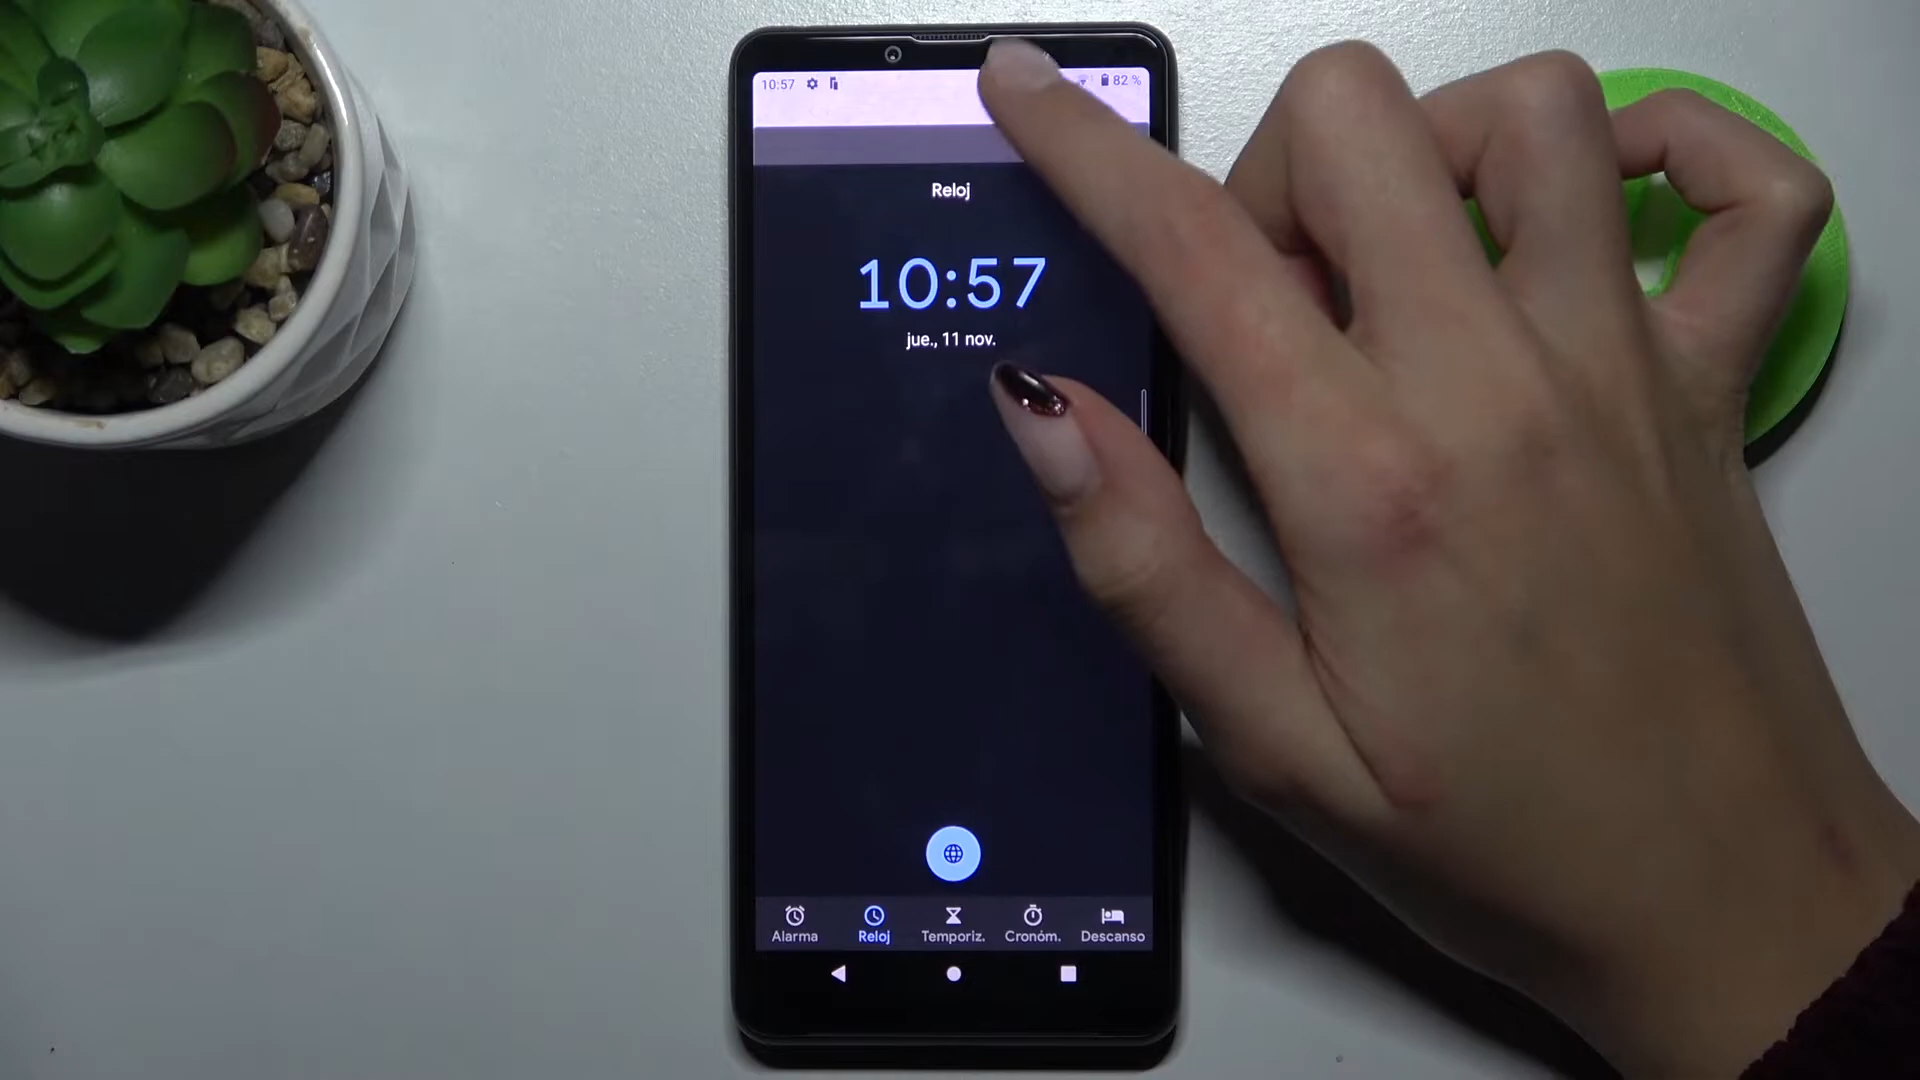 10:57 82 %
Reloj
10:57
jue., 11 nov.
Alarma Reloj Temporiz. Cronóm. Descanso